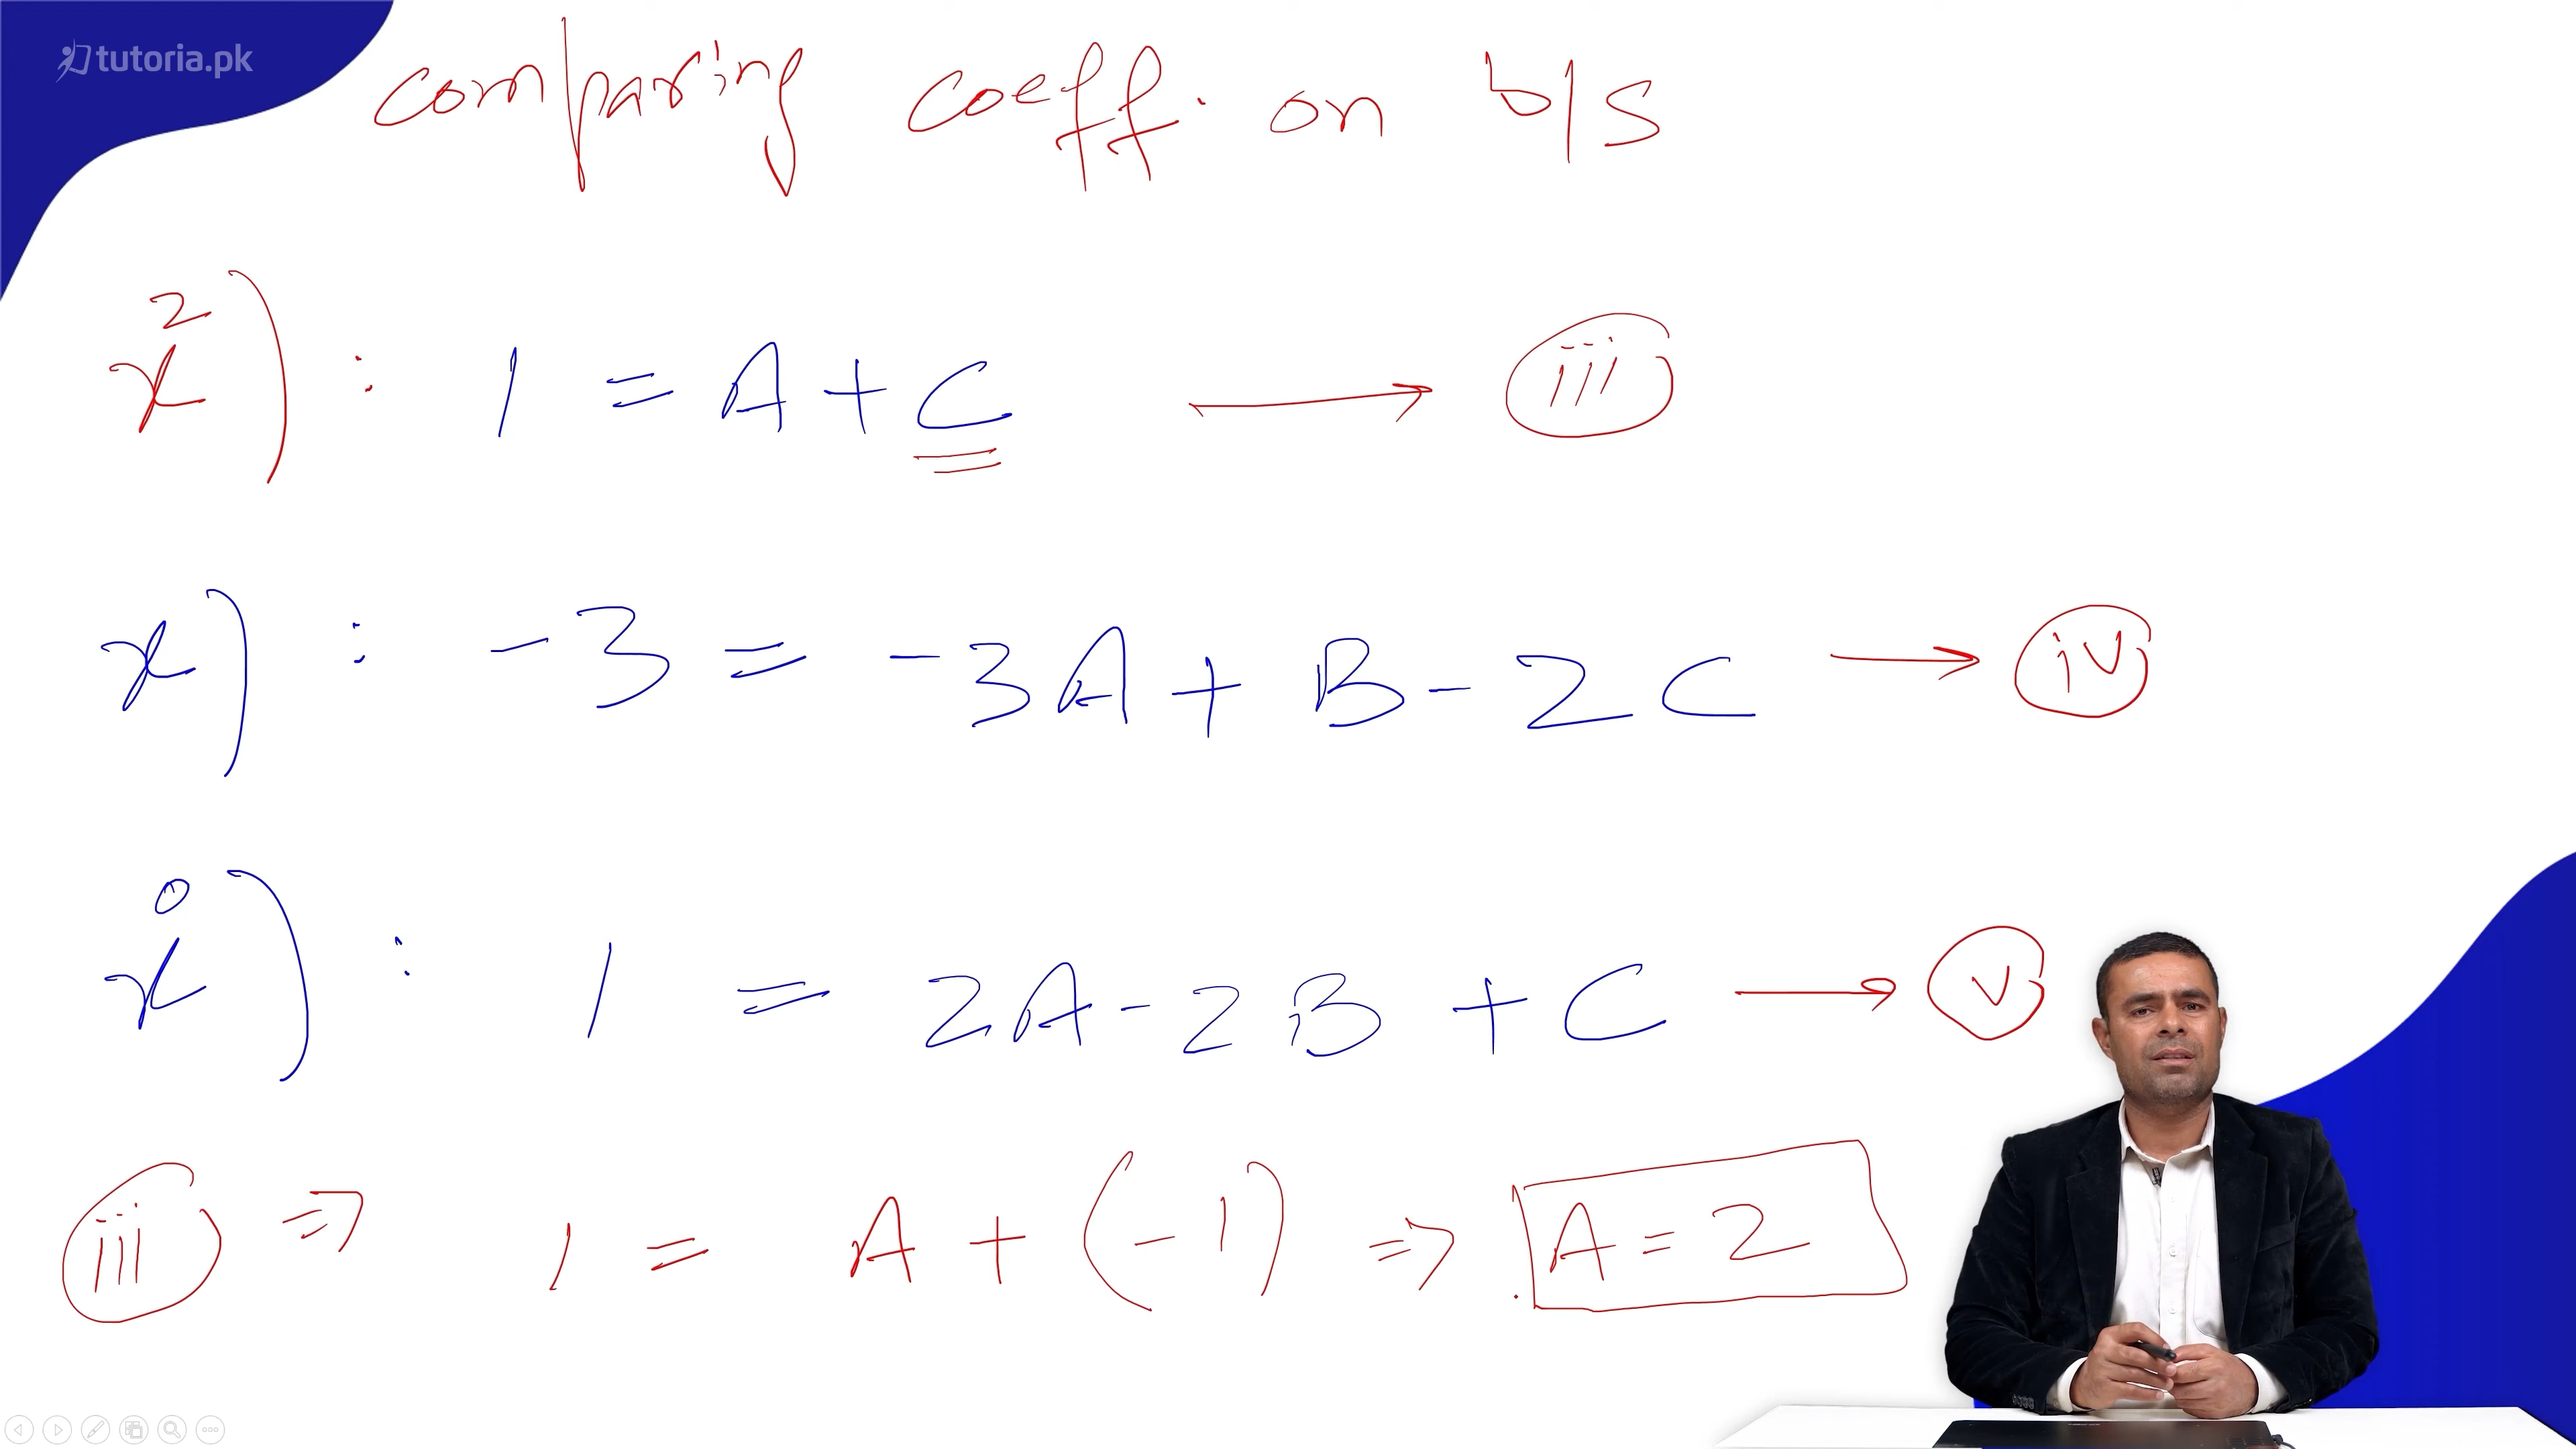 tutoria.pk
comparing coeff. on b/s
x²) : 1 = A + C → iii
x) : -3 = -3A + B - 2C → iv
x⁰) : 1 = 2A - 2B + C → v
iii ⇒ 1 = A + (-1) ⇒ A = 2